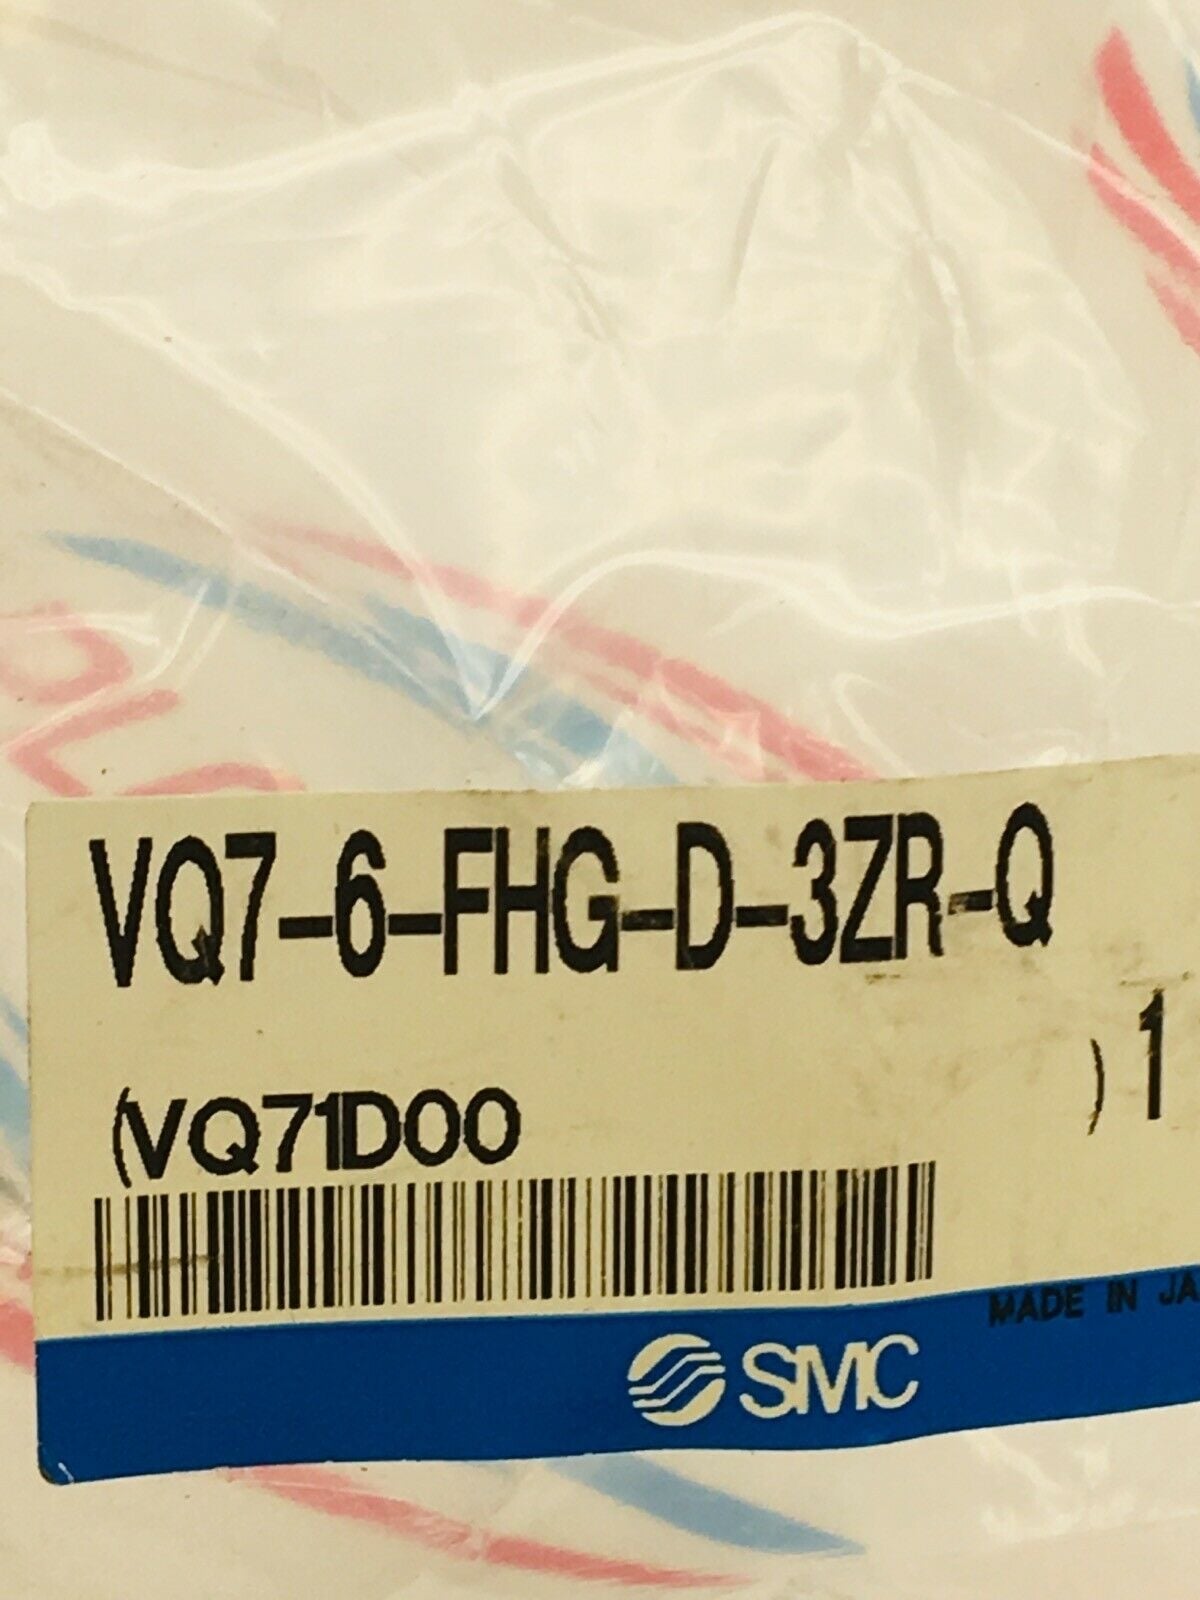 VQ7-6-FHG-D-3ZR-Q
(VQ71D00 ) 1
MADE IN JA
SMC